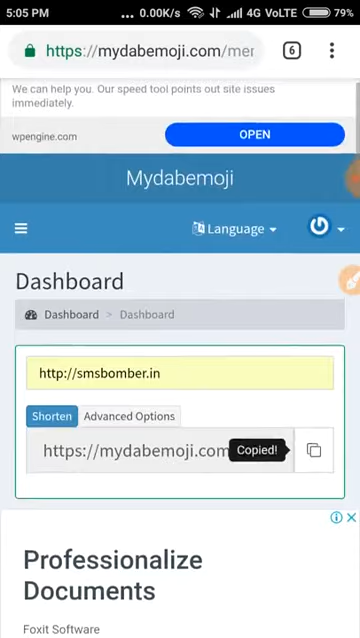 5:05 PM ... 0.00K/s 4G VoLTE 79%
https://mydabemoji.com/mer 6
We can help you. Our speed tool points out site issues
immediately.
wpengine.com OPEN
Mydabemoji
Language
Dashboard
Dashboard > Dashboard
http://smsbomber.in
Shorten Advanced Options
https://mydabemoji.com Copied!
Professionalize
Documents
Foxit Software